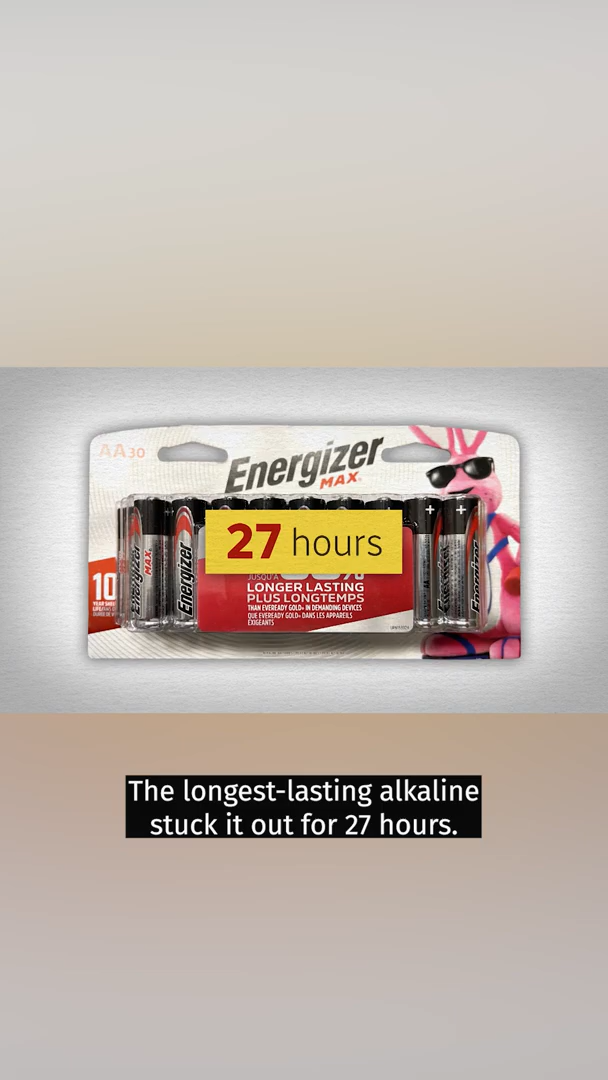 AA30
Energizer
MAX
27 hours
JUSQU'À
LONGER LASTING
PLUS LONGTEMPS
THAN EVEREADY GOLD® IN DEMANDING DEVICES
QUE EVEREADY GOLD® DANS LES APPAREILS
EXIGEANTS
10
Energizer
MAX
Energizer
Energizer
The longest-lasting alkaline
stuck it out for 27 hours.